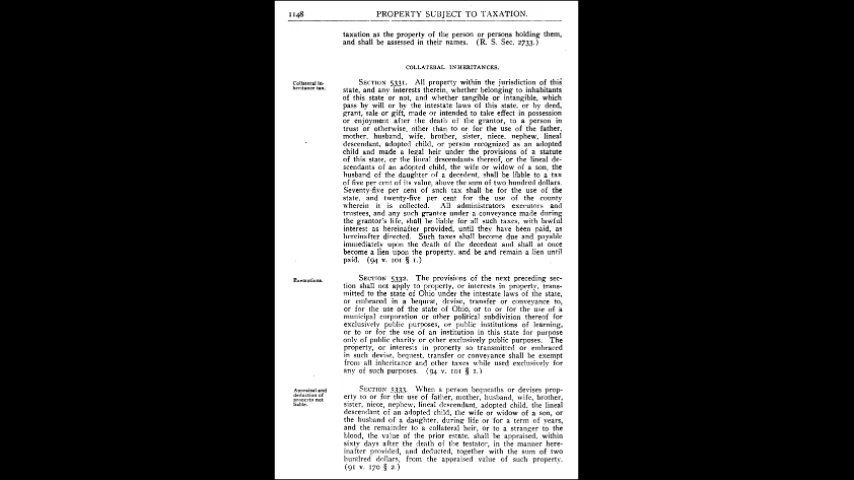 1148 PROPERTY SUBJECT TO TAXATION.
taxation as the property of the person or persons holding them,
and shall be assessed in their names. (R. S. Sec. 2733.)
COLLATERAL INHERITANCES.
Collateral in-
heritance tax.
SECTION 5331. All property within the jurisdiction of this
state, and any interests therein, whether belonging to inhabitants
of this state or not, and whether tangible or intangible, which
pass by will or by the intestate laws of this state, or by deed,
grant, sale or gift, made or intended to take effect in possession
or enjoyment after the death of the grantor, to a person in
trust or otherwise, other than to or for the use of the father,
mother, husband, wife, brother, sister, niece, nephew, lineal
descendant, adopted child, or person recognized as an adopted
child and made a legal heir under the provisions of a statute
of this state, or the lineal descendants thereof, or the lineal de-
scendants of an adopted child, the wife or widow of a son, the
husband of the daughter of a decedent, shall be liable to a tax
of five per cent of its value, above the sum of two hundred dollars.
Seventy-five per cent of such tax shall be for the use of the
state, and twenty-five per cent for the use of the county
wherein it is collected. All administrators executors and
trustees, and any such grantee under a conveyance made during
the grantor's life, shall be liable for all such taxes, with lawful
interest as hereinafter provided, until they have been paid, as
hereinafter directed. Such taxes shall become due and payable
immediately upon the death of the decedent and shall at once
become a lien upon the property, and be and remain a lien until
paid. (94 v. 101 § 1.)
Exemptions.
SECTION 5332. The provisions of the next preceding sec-
tion shall not apply to property, or interests in property, trans-
mitted to the state of Ohio under the intestate laws of the state,
or embraced in a bequest, devise, transfer or conveyance to,
or for the use of the state of Ohio, or to or for the use of a
municipal corporation or other political subdivision thereof for
exclusively public purposes, or public institutions of learning,
or to or for the use of an institution in this state for purpose
only of public charity or other exclusively public purposes. The
property, or interests in property so transmitted or embraced
in such devise, bequest, transfer or conveyance shall be exempt
from all inheritance and other taxes while used exclusively for
any of such purposes. (94 v. 101 § 1.)
Appraisal and
deduction of
property not
liable.
SECTION 5333. When a person bequeaths or devises prop-
erty to or for the use of father, mother, husband, wife, brother,
sister, niece, nephew, lineal descendant, adopted child, the lineal
descendant of an adopted child, the wife or widow of a son, or
the husband of a daughter, during life or for a term of years,
and the remainder to a collateral heir, or to a stranger to the
blood, the value of the prior estate, shall be appraised, within
sixty days after the death of the testator, in the manner here-
inafter provided, and deducted, together with the sum of two
hundred dollars, from the appraised value of such property.
(91 v. 170 § 2.)